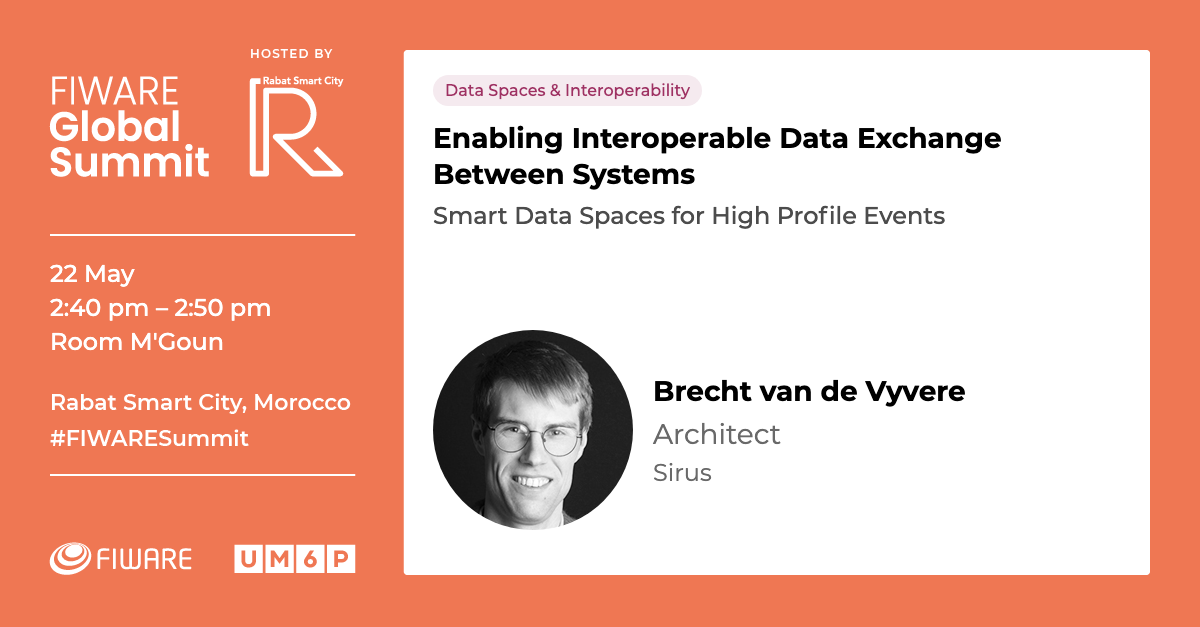 FIWARE
Global
Summit
HOSTED BY
Rabat Smart City
R
22 May
2:40 pm – 2:50 pm
Room M'Goun
Rabat Smart City, Morocco
#FIWARESummit
FIWARE
UM6P
Data Spaces & Interoperability
Enabling Interoperable Data Exchange
Between Systems
Smart Data Spaces for High Profile Events
Brecht van de Vyvere
Architect
Sirus